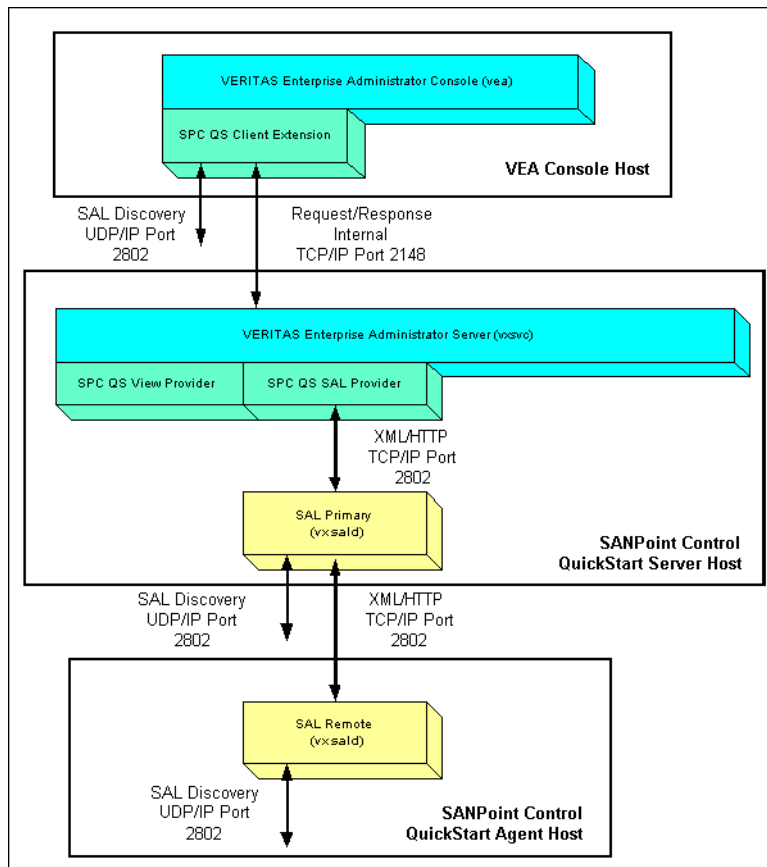 VERITAS Enterprise Administrator Console (vea)
SPC QS Client Extension
VEA Console Host
SAL Discovery
UDP/IP Port
2802
Request/Response
Internal
TCP/IP Port 2148
VERITAS Enterprise Administrator Server (vxsvc)
SPC QS View Provider
SPC QS SAL Provider
XML/HTTP
TCP/IP Port
2802
SAL Primary
(vxsald)
SANPoint Control
QuickStart Server Host
SAL Discovery
UDP/IP Port
2802
XML/HTTP
TCP/IP Port
2802
SAL Remote
(vxsald)
SAL Discovery
UDP/IP Port
2802
SANPoint Control
QuickStart Agent Host